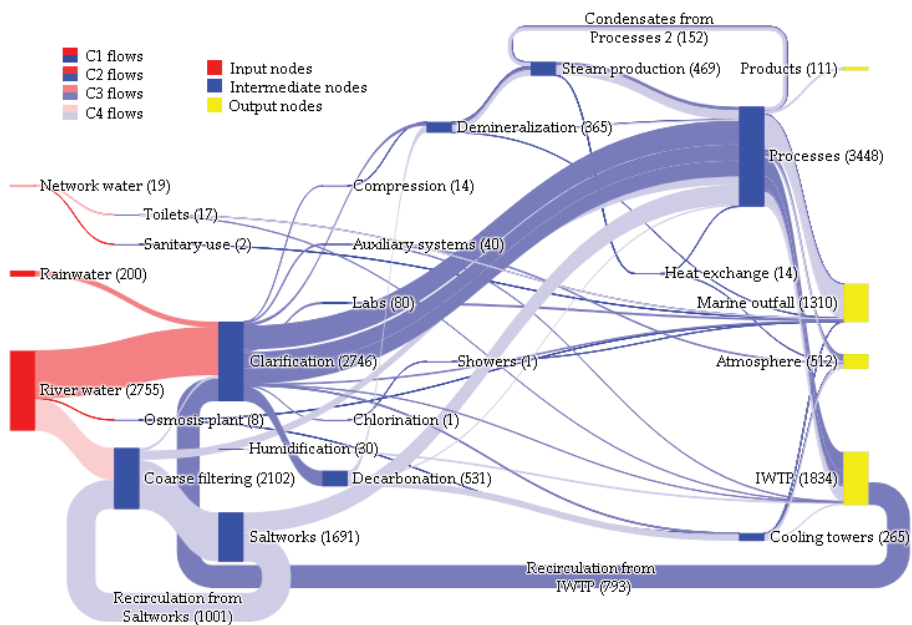 Condensates from
Processes 2 (152)
C1 flows
C2 flows
C3 flows
C4 flows
Input nodes
Intermediate nodes
Output nodes
Steam production (469)
Products (111)
Demineralization (365)
Processes (3448)
Network water (19)
Compression (14)
Toilets (17)
Sanitary use (2)
Auxiliary systems (40)
Rainwater (200)
Heat exchange (14)
Labs (80)
Marine outfall (1310)
Clarification (2746)
Showers (1)
Atmosphere (512)
River water (2755)
Osmosis plant (8)
Chlorination (1)
Humidification (30)
Coarse filtering (2102)
Decarbonation (531)
IWTP (1834)
Saltworks (1691)
Cooling towers (265)
Recirculation from
IWTP (793)
Recirculation from
Saltworks (1001)